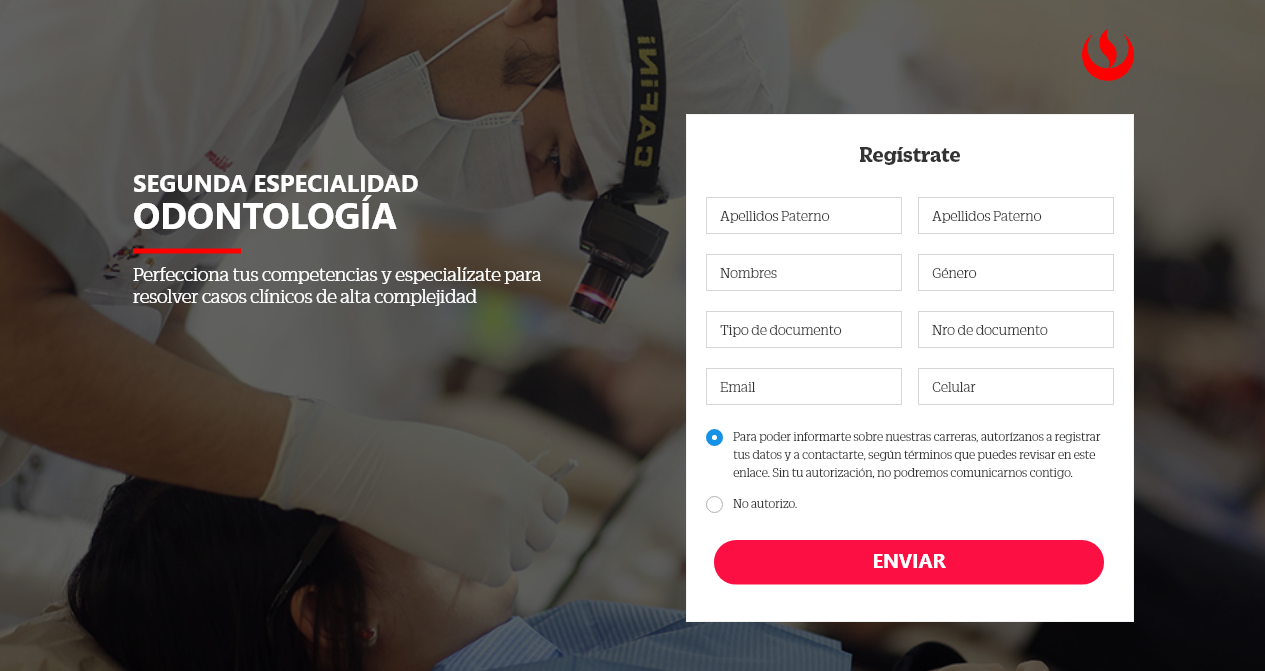 SEGUNDA ESPECIALIDAD
ODONTOLOGÍA
Perfecciona tus competencias y especialízate para
resolver casos clínicos de alta complejidad
Regístrate
Apellidos Paterno
Apellidos Paterno
Nombres
Género
Tipo de documento
Nro de documento
Email
Celular
Para poder informarte sobre nuestras carreras, autorízanos a registrar
tus datos y a contactarte, según términos que puedes revisar en este
enlace. Sin tu autorización, no podremos comunicarnos contigo.
No autorizo.
ENVIAR